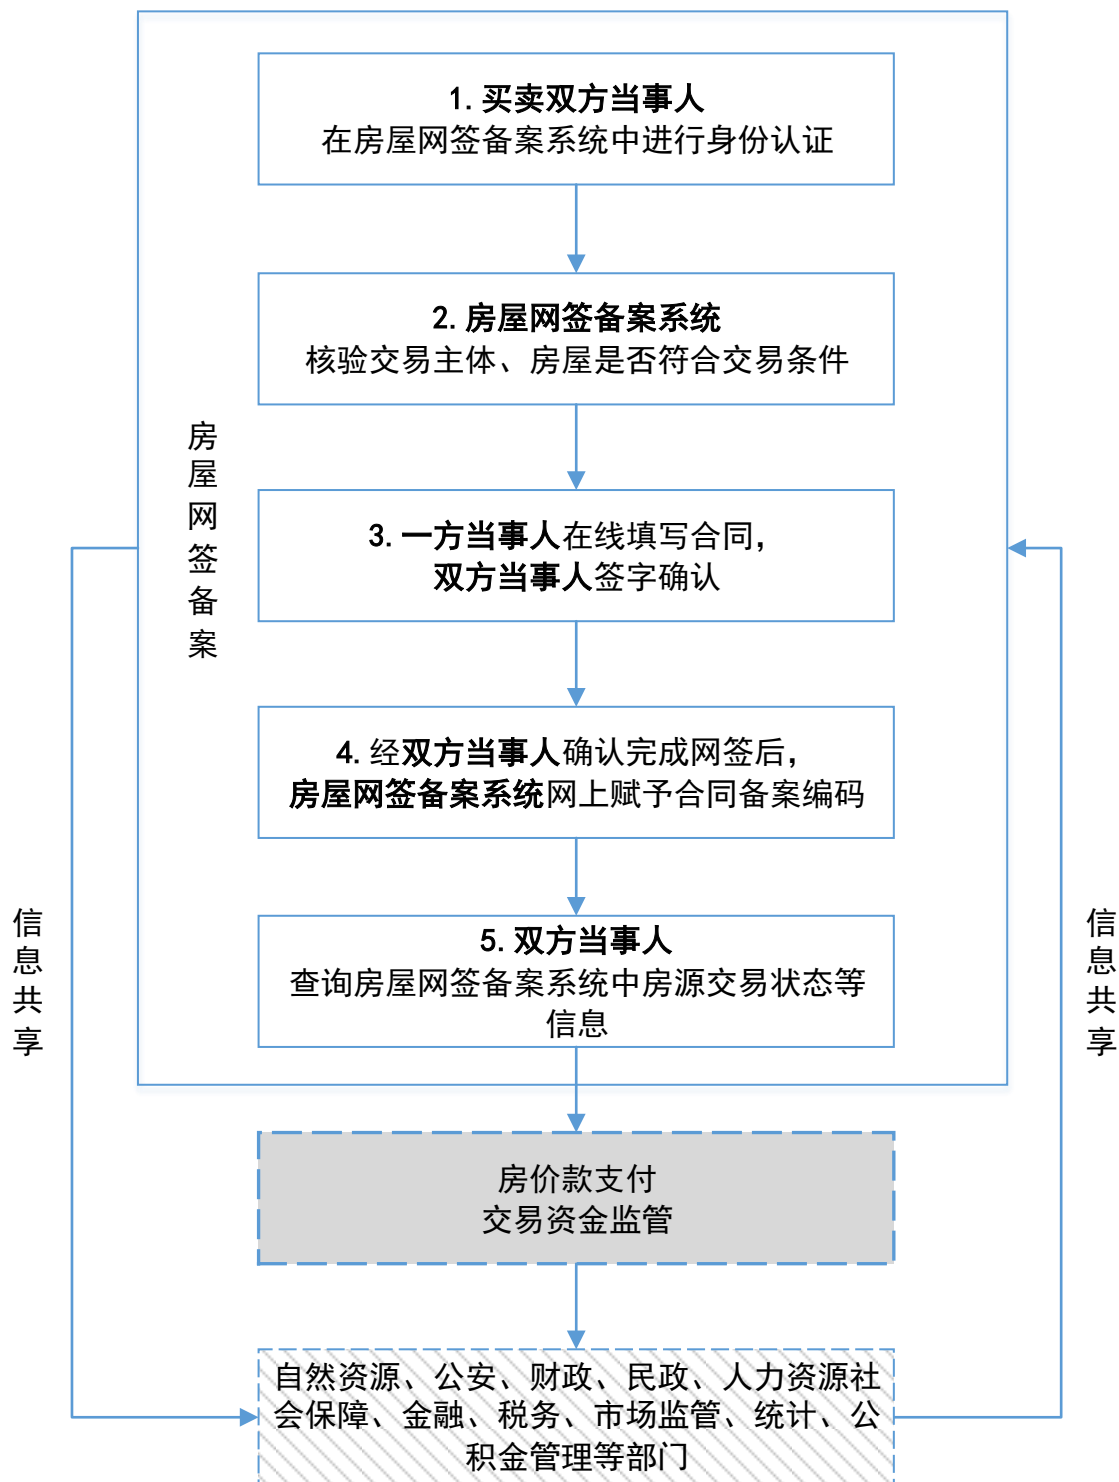 1. 买卖双方当事人
在房屋网签备案系统中进行身份认证
2. 房屋网签备案系统
核验交易主体、房屋是否符合交易条件
房屋网签备案
3. 一方当事人在线填写合同，
双方当事人签字确认
4. 经双方当事人确认完成网签后，
房屋网签备案系统网上赋予合同备案编码
5. 双方当事人
查询房屋网签备案系统中房源交易状态等
信息
信息共享
信息共享
房价款支付
交易资金监管
自然资源、公安、财政、民政、人力资源社
会保障、金融、税务、市场监管、统计、公
积金管理等部门